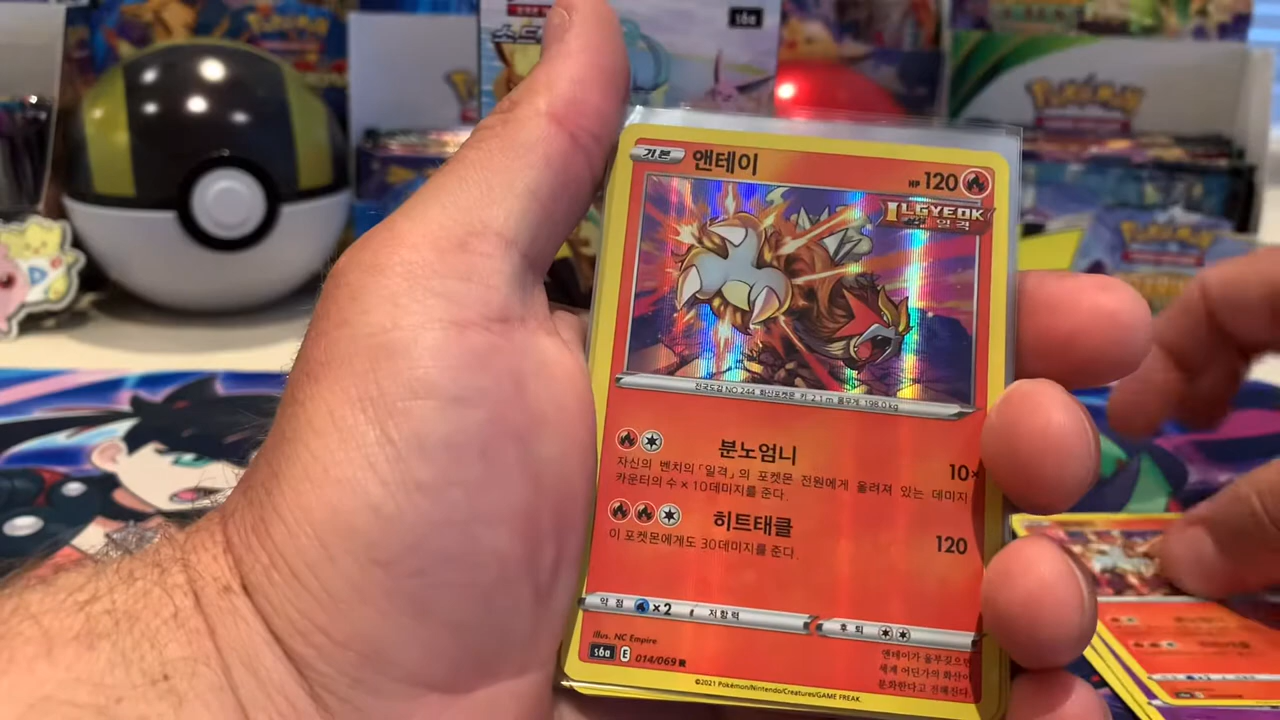 s6a
소드
Pokémon
기본 앤테이 HP 120
ILGYEOK
일격
전국도감 NO.244 화산포켓몬 키 2.1 m 몸무게 198.0 kg
분노엄니 10×
자신의 벤치의 「일격」의 포켓몬 전원에게 올려져 있는 데미지
카운터의 수 × 10데미지를 준다.
히트태클 120
이 포켓몬에게도 30데미지를 준다.
약점 ×2 저항력 후퇴
Illus. NC Empire
s6a E 014/069 R
앤테이가 울부짖으면
세계 어딘가의 화산이
분화한다고 전해진다.
©2021 Pokémon/Nintendo/Creatures/GAME FREAK.